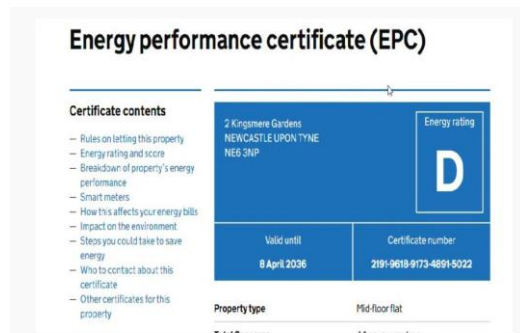 Energy performance certificate (EPC)
Certificate contents
— Rules on letting this property
— Energy rating and score
— Breakdown of property's energy
performance
— Smart meters
— How this affects your energy bills
— Impact on the environment
— Steps you could take to save
energy
— Who to contact about this
certificate
— Other certificates for this
property
2 Kingsmere Gardens
NEWCASTLE UPON TYNE
NE6 3NP
Energy rating
D
Valid until
8 April 2036
Certificate number
2191-9618-9173-4891-5022
Property type
Mid-floor flat